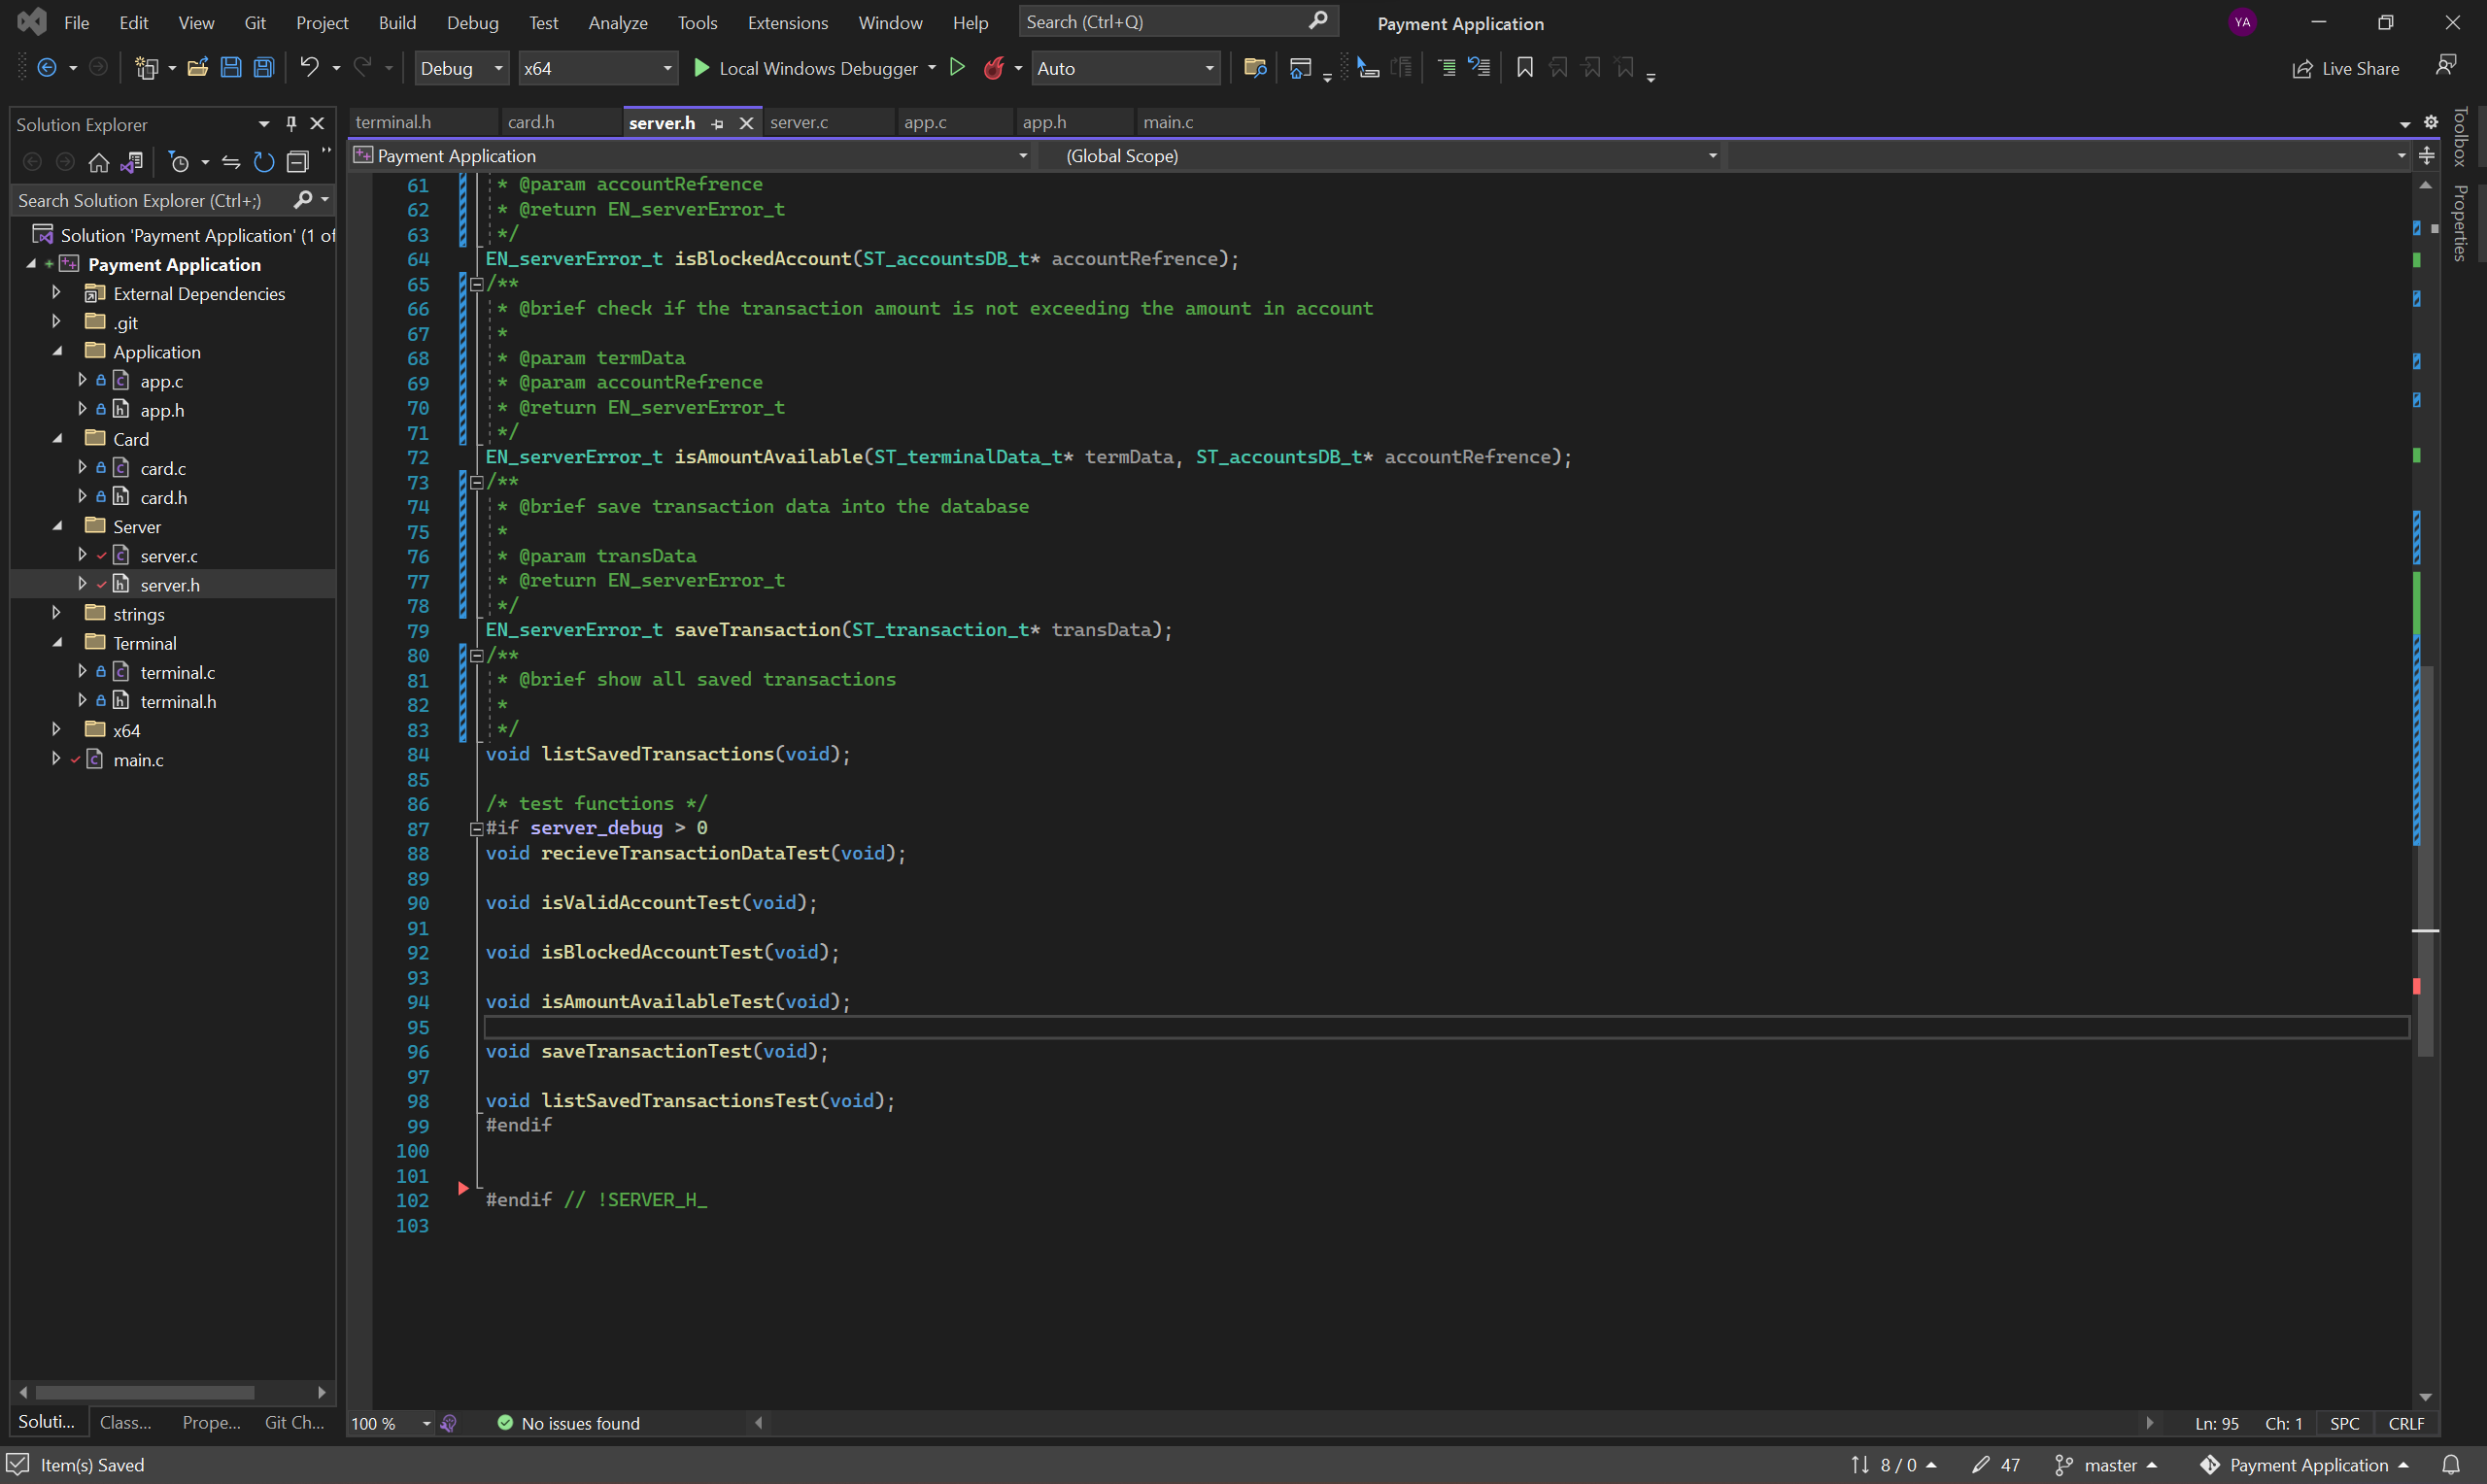 File Edit View Git Project Build Debug Test Analyze Tools Extensions Window Help Search (Ctrl+Q) Payment Application YA
Debug x64 Local Windows Debugger Auto Live Share
Solution Explorer
Search Solution Explorer (Ctrl+;)
Solution 'Payment Application' (1 of
Payment Application
External Dependencies
.git
Application
app.c
app.h
Card
card.c
card.h
Server
server.c
server.h
strings
Terminal
terminal.c
terminal.h
x64
main.c
Soluti... Class... Prope... Git Ch...
terminal.h card.h server.h server.c app.c app.h main.c
Payment Application (Global Scope)
61 * @param accountRefrence
62 * @return EN_serverError_t
63 */
64 EN_serverError_t isBlockedAccount(ST_accountsDB_t* accountRefrence);
65 /**
66 * @brief check if the transaction amount is not exceeding the amount in account
67 *
68 * @param termData
69 * @param accountRefrence
70 * @return EN_serverError_t
71 */
72 EN_serverError_t isAmountAvailable(ST_terminalData_t* termData, ST_accountsDB_t* accountRefrence);
73 /**
74 * @brief save transaction data into the database
75 *
76 * @param transData
77 * @return EN_serverError_t
78 */
79 EN_serverError_t saveTransaction(ST_transaction_t* transData);
80 /**
81 * @brief show all saved transactions
82 *
83 */
84 void listSavedTransactions(void);
85
86 /* test functions */
87 #if server_debug > 0
88 void recieveTransactionDataTest(void);
89
90 void isValidAccountTest(void);
91
92 void isBlockedAccountTest(void);
93
94 void isAmountAvailableTest(void);
95
96 void saveTransactionTest(void);
97
98 void listSavedTransactionsTest(void);
99 #endif
100
101
102 #endif // !SERVER_H_
103
Toolbox
Properties
100 % No issues found Ln: 95 Ch: 1 SPC CRLF
Item(s) Saved 8 / 0 47 master Payment Application